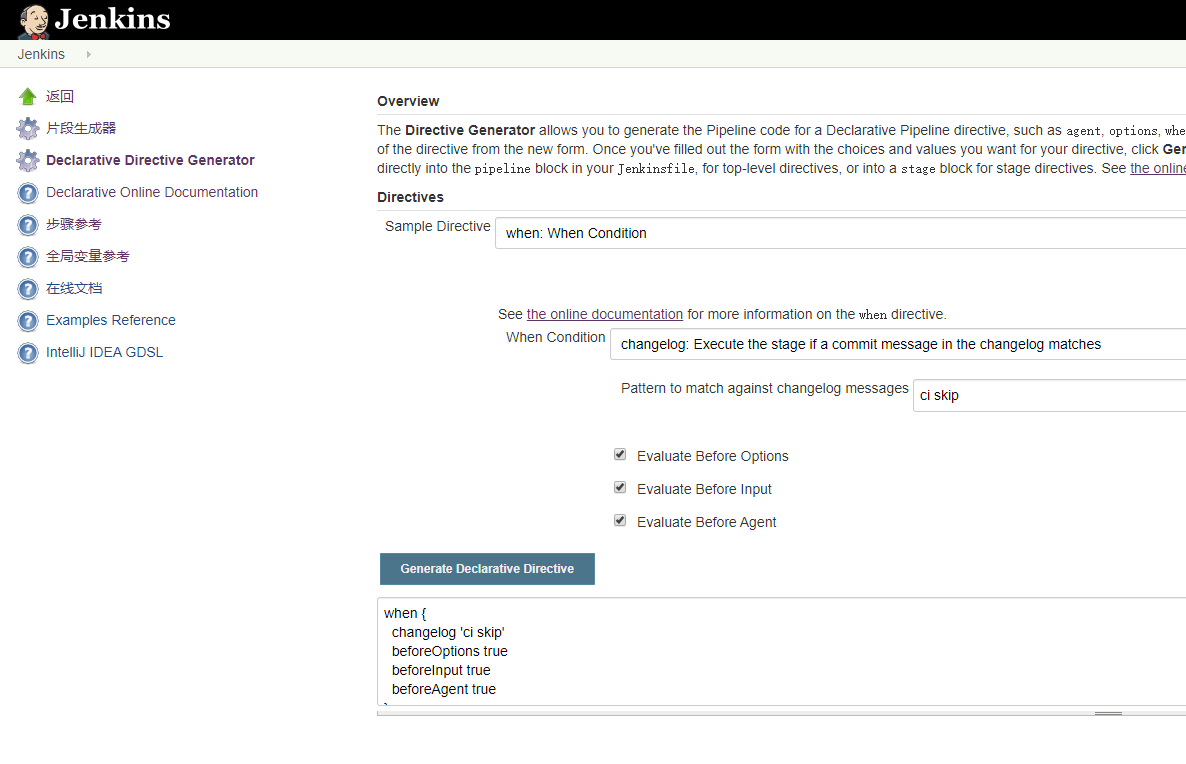 Jenkins
Jenkins
返回
片段生成器
Declarative Directive Generator
Declarative Online Documentation
步骤参考
全局变量参考
在线文档
Examples Reference
IntelliJ IDEA GDSL
Overview
The Directive Generator allows you to generate the Pipeline code for a Declarative Pipeline directive, such as agent, options, whe
of the directive from the new form. Once you've filled out the form with the choices and values you want for your directive, click Ger
directly into the pipeline block in your Jenkinsfile, for top-level directives, or into a stage block for stage directives. See the online
Directives
Sample Directive when: When Condition
See the online documentation for more information on the when directive.
When Condition changelog: Execute the stage if a commit message in the changelog matches
Pattern to match against changelog messages ci skip
Evaluate Before Options
Evaluate Before Input
Evaluate Before Agent
Generate Declarative Directive
when {
changelog 'ci skip'
beforeOptions true
beforeInput true
beforeAgent true